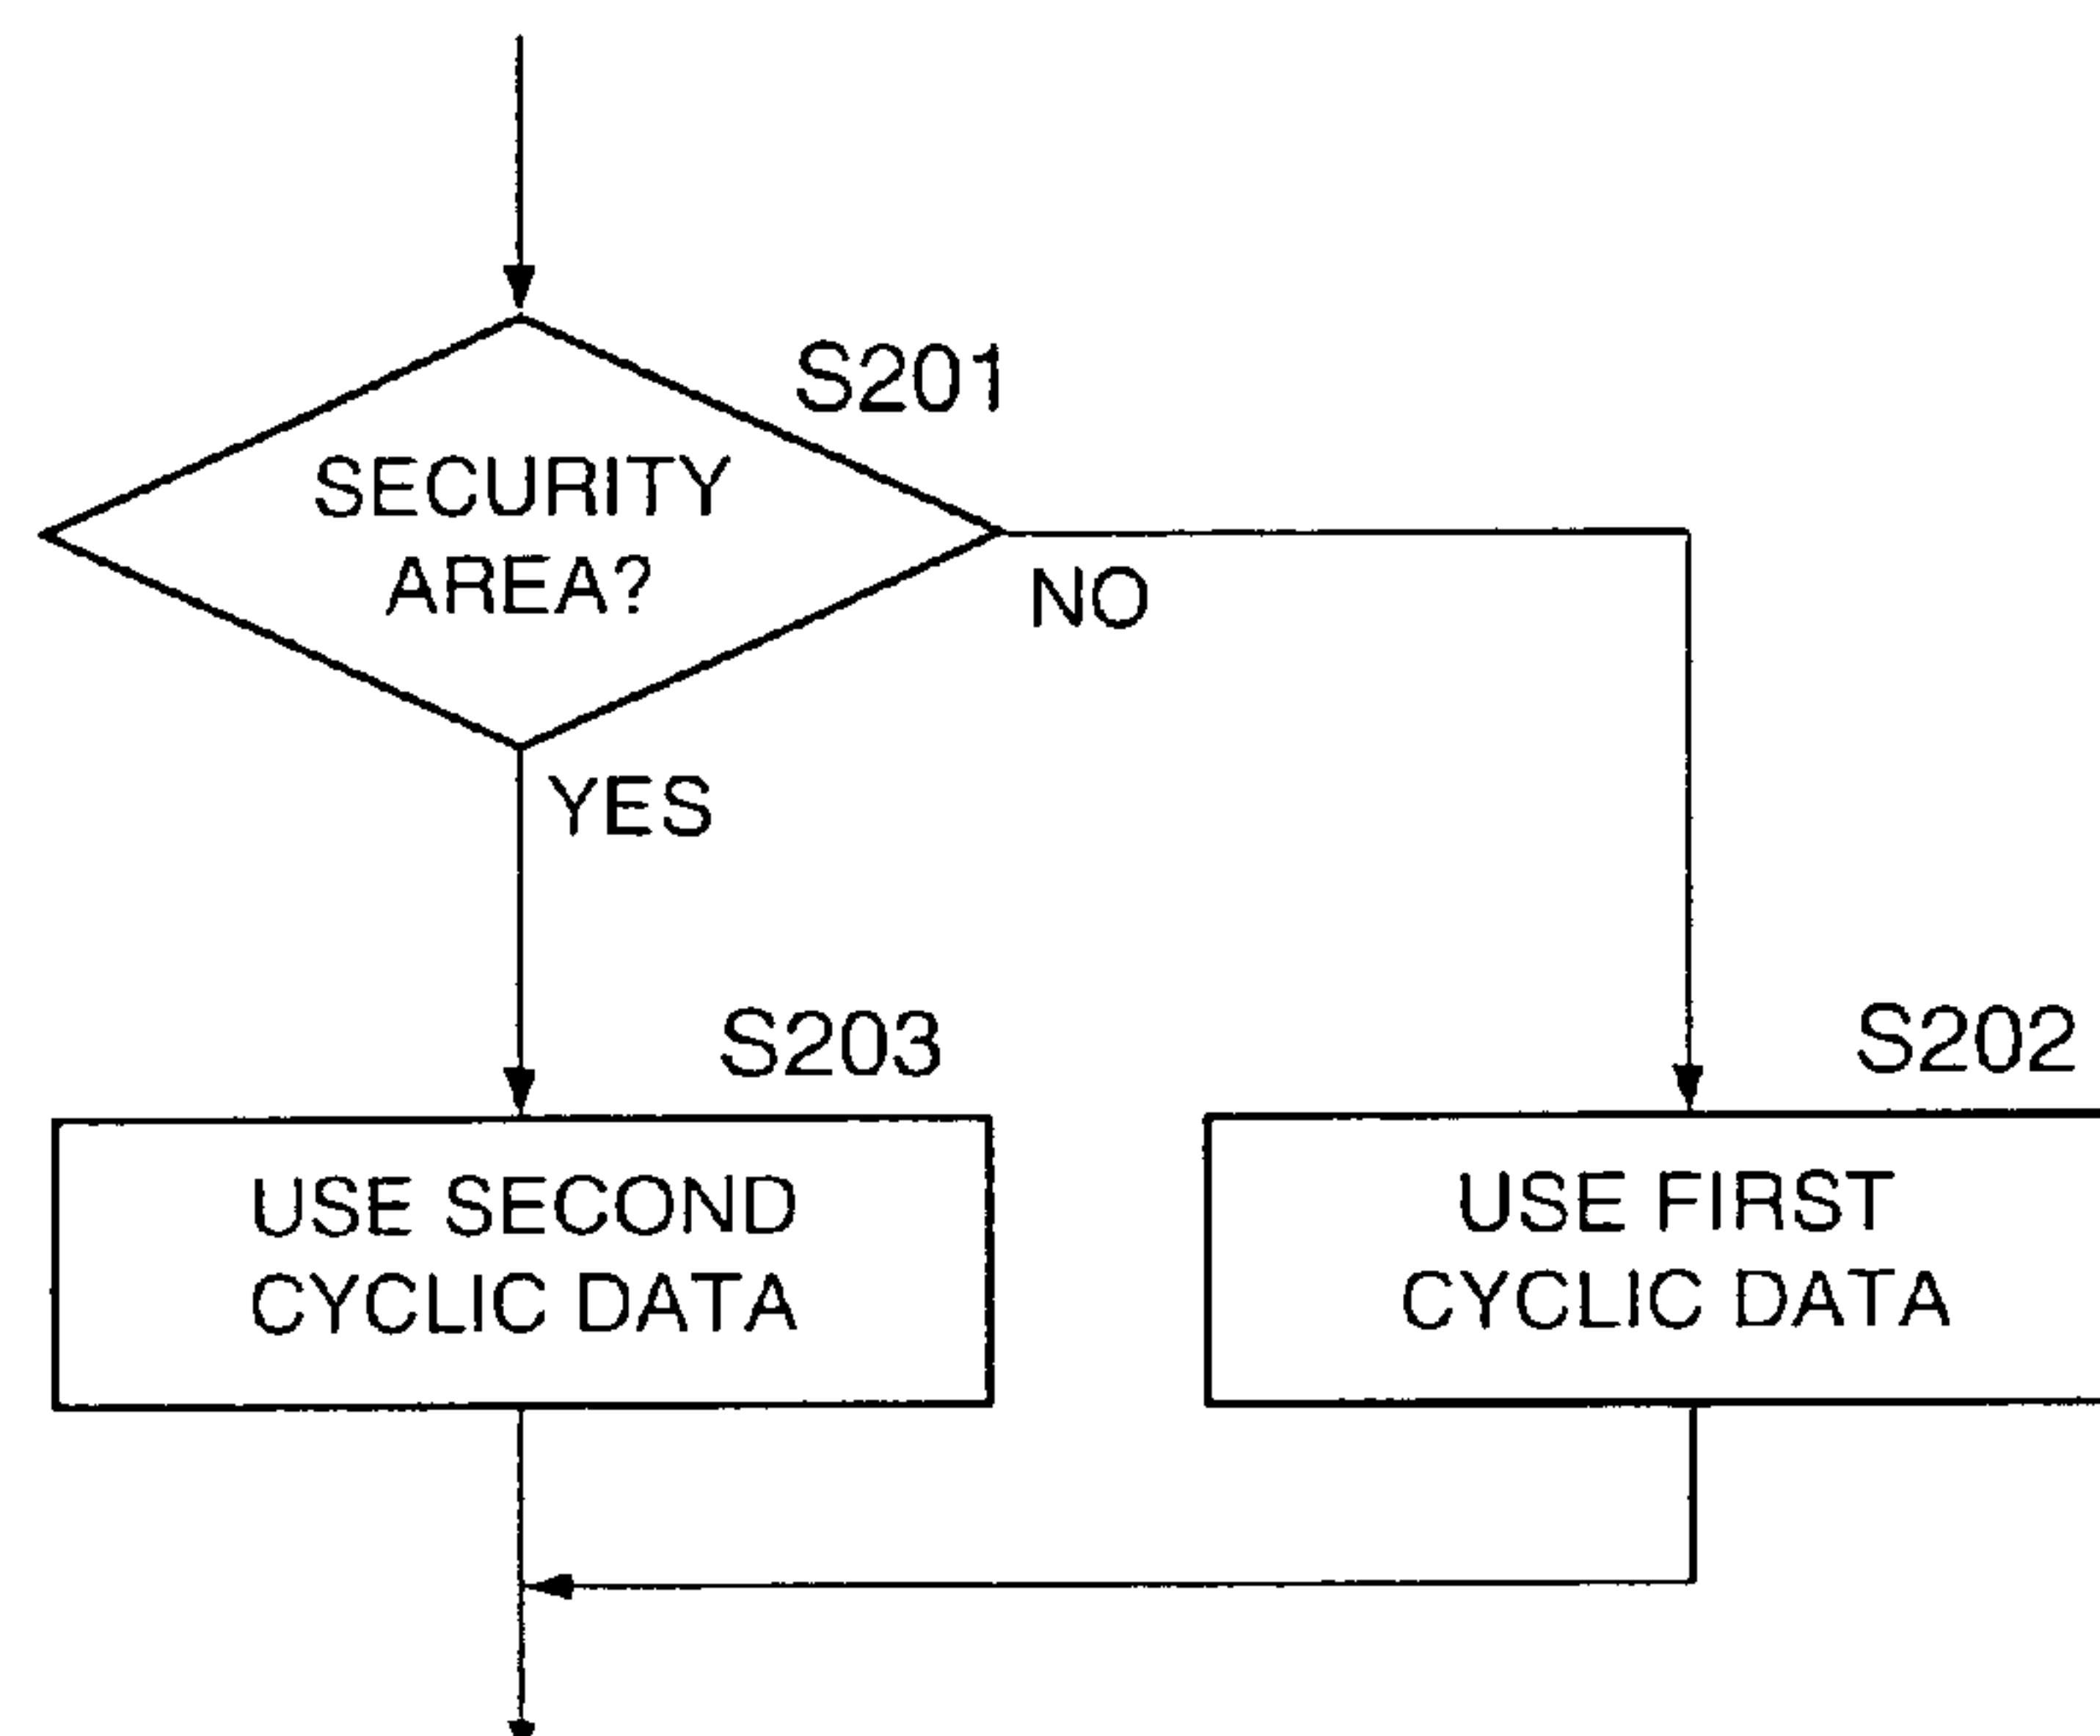 S201
SECURITY
AREA?
NO
YES
S203
S202
USE SECOND
CYCLIC DATA
USE FIRST
CYCLIC DATA